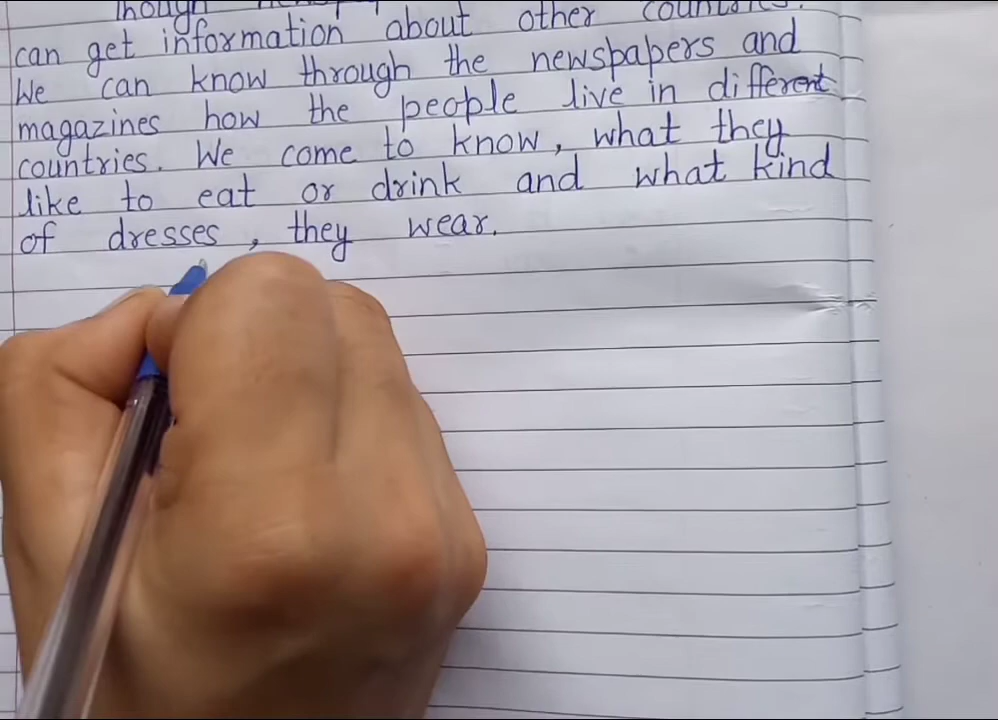 about other countries.
can get information
We can know through the newspapers and
magazines how the people live in different
countries. We come to know, what they
like to eat or drink and what kind
of dresses, they wear.